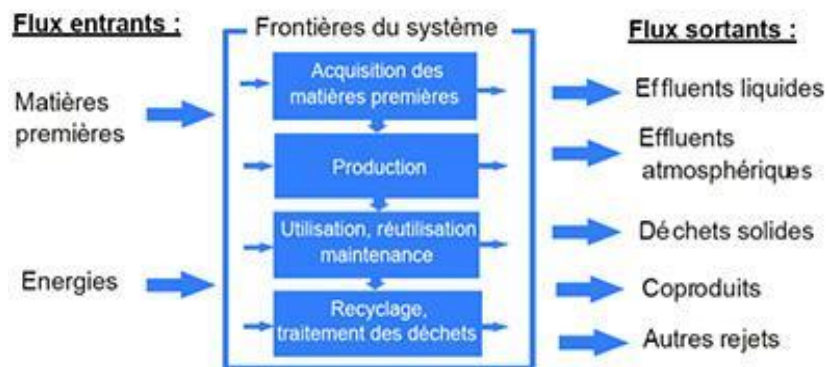 Flux entrants :
Matières
premières
Energies
Frontières du système
Acquisition des
matières premières
Production
Utilisation, réutilisation
maintenance
Recyclage,
traitement des déchets
Flux sortants :
Effluents liquides
Effluents
atmosphériques
Déchets solides
Coproduits
Autres rejets